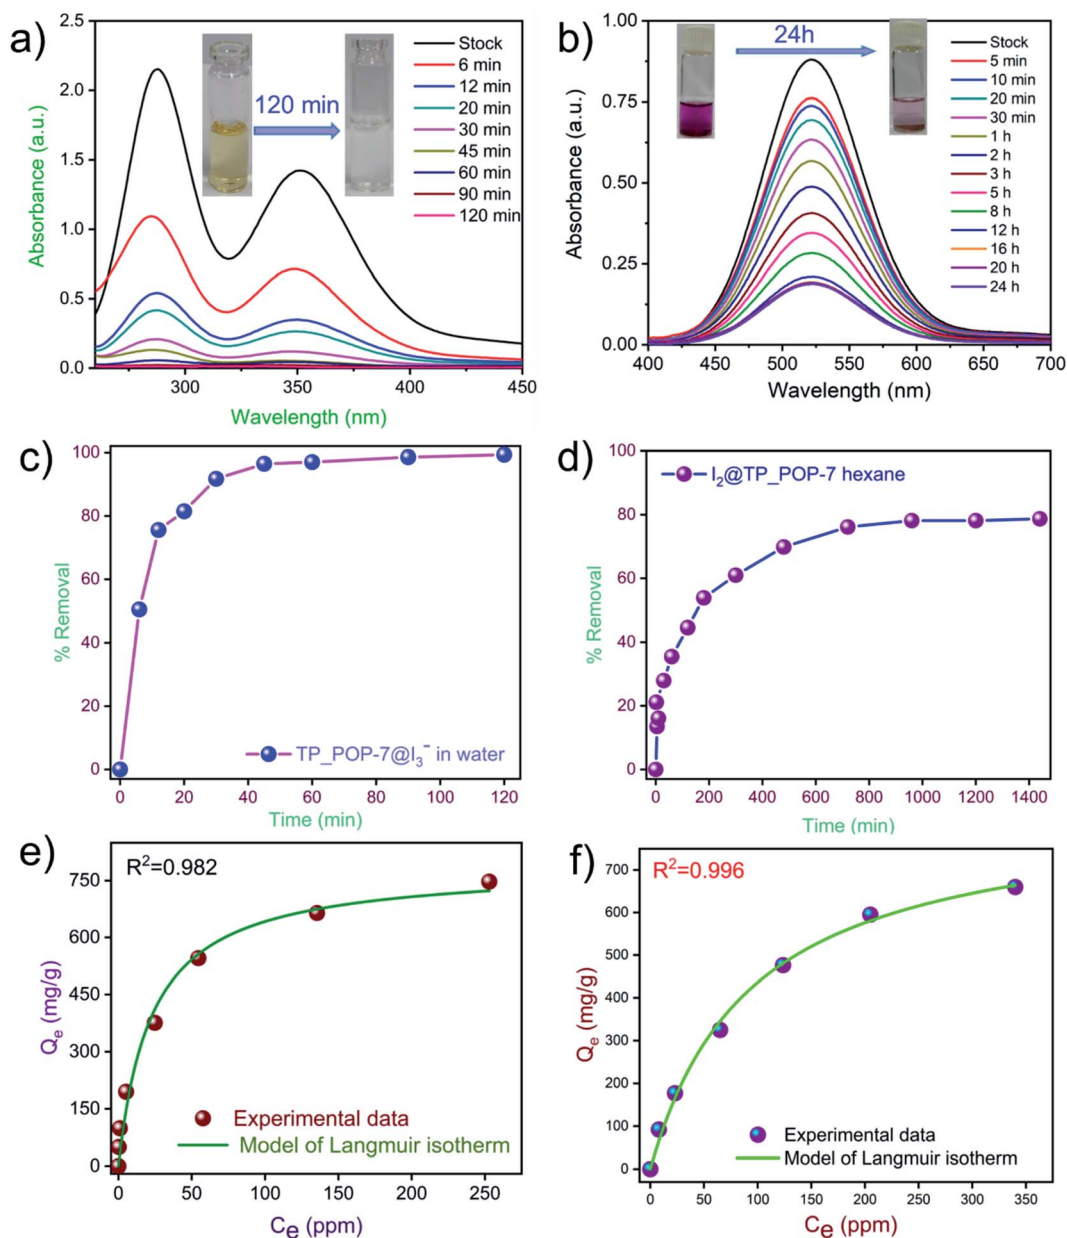 a)
2.5
2.0
1.5
1.0
0.5
0.0
Absorbance (a.u.)
300
350
400
450
Wavelength (nm)
120 min
Stock
6 min
12 min
20 min
30 min
45 min
60 min
90 min
120 min
b)
1.00
0.75
0.50
0.25
0.00
Absorbance (a.u.)
400
450
500
550
600
650
700
Wavelength (nm)
24h
Stock
5 min
10 min
20 min
30 min
1 h
2 h
3 h
5 h
8 h
12 h
16 h
20 h
24 h
c)
100
80
60
40
20
0
% Removal
TP_POP-7@I₃⁻ in water
0
20
40
60
80
100
120
Time (min)
d)
100
80
60
40
20
0
% Removal
I₂@TP_POP-7 hexane
0
200
400
600
800
1000
1200
1400
Time (min)
e)
R²=0.982
750
600
450
300
150
0
Qₑ (mg/g)
Experimental data
Model of Langmuir isotherm
0
50
100
150
200
250
Ce (ppm)
f)
R²=0.996
700
600
500
400
300
200
100
0
Qₑ (mg/g)
Experimental data
Model of Langmuir isotherm
0
50
100
150
200
250
300
350
Ce (ppm)